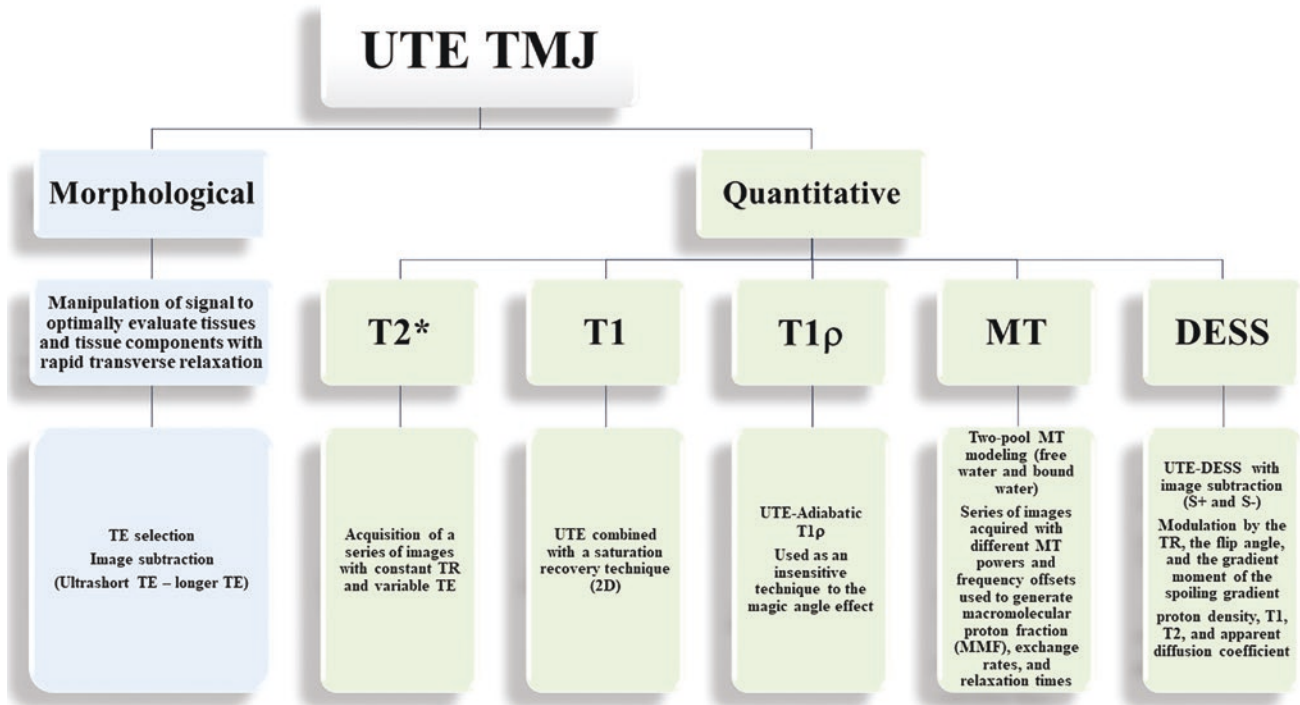 UTE TMJ
Morphological
Quantitative
Manipulation of signal to
optimally evaluate tissues
and tissue components with
rapid transverse relaxation
T2*
T1
T1ρ
MT
DESS
TE selection
Image subtraction
(Ultrashort TE – longer TE)
Acquisition of a
series of images
with constant TR
and variable TE
UTE combined
with a saturation
recovery technique
(2D)
UTE-Adiabatic
T1ρ
Used as an
insensitive
technique to the
magic angle effect
Two-pool MT
modeling (free
water and bound
water)
Series of images
acquired with
different MT
powers and
frequency offsets
used to generate
macromolecular
proton fraction
(MMF), exchange
rates, and
relaxation times
UTE-DESS with
image subtraction
(S+ and S-)
Modulation by the
TR, the flip angle,
and the gradient
moment of the
spoiling gradient
proton density, T1,
T2, and apparent
diffusion coefficient